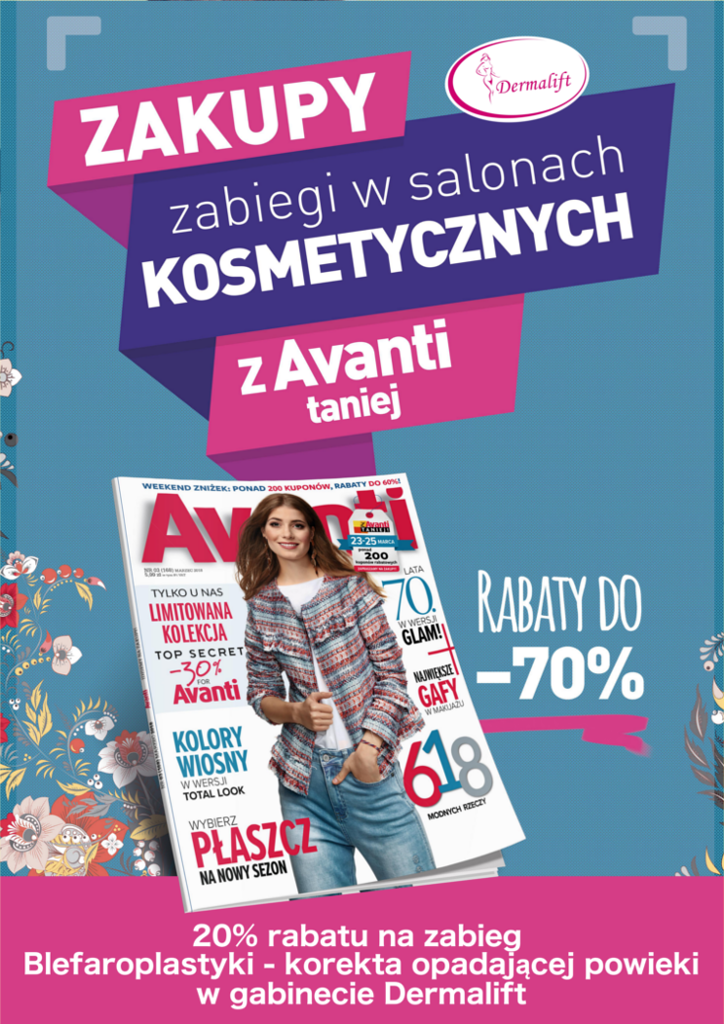 Dermalift
ZAKUPY
zabiegi w salonach
KOSMETYCZNYCH
z Avanti
taniej
WEEKEND ZNIŻEK: PONAD 200 KUPONÓW, RABATY DO 60%!
Avanti
Avanti
TANIEJ
23-25 MARCA
ponad
200
TYLKO U NAS
LIMITOWANA
KOLEKCJA
TOP SECRET
-30%
FOR
Avanti
LATA
70.
W WERSJI
GLAM!
+
NAJWIĘKSZE
GAFY
W MAKIJAŻU
RABATY DO
-70%
KOLORY
WIOSNY
W WERSJI
TOTAL LOOK
618
MODNYCH RZECZY
WYBIERZ
PŁASZCZ
NA NOWY SEZON
20% rabatu na zabieg
Blefaroplastyki - korekta opadającej powieki
w gabinecie Dermalift